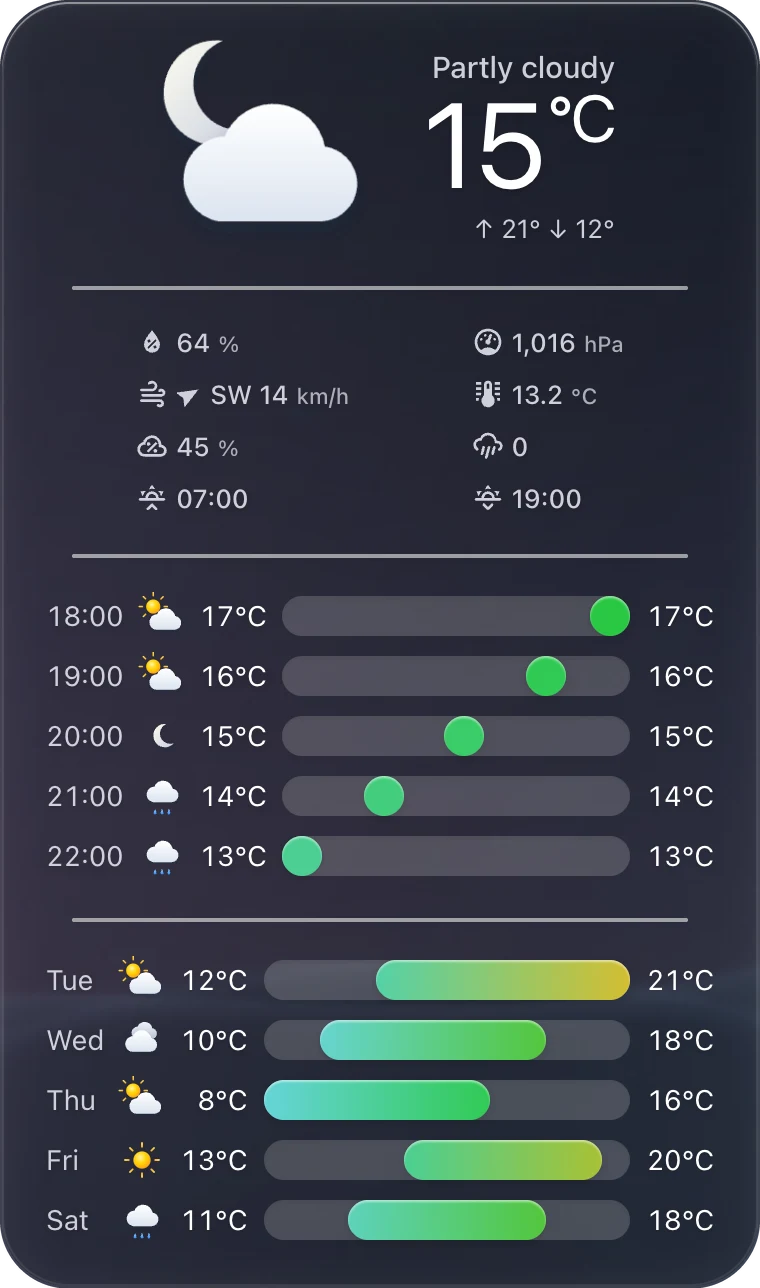 Partly cloudy
15°C
↑ 21° ↓ 12°
64 % 1,016 hPa
SW 14 km/h 13.2 °C
45 % 0
07:00 19:00
18:00 17°C 17°C
19:00 16°C 16°C
20:00 15°C 15°C
21:00 14°C 14°C
22:00 13°C 13°C
Tue 12°C 21°C
Wed 10°C 18°C
Thu 8°C 16°C
Fri 13°C 20°C
Sat 11°C 18°C